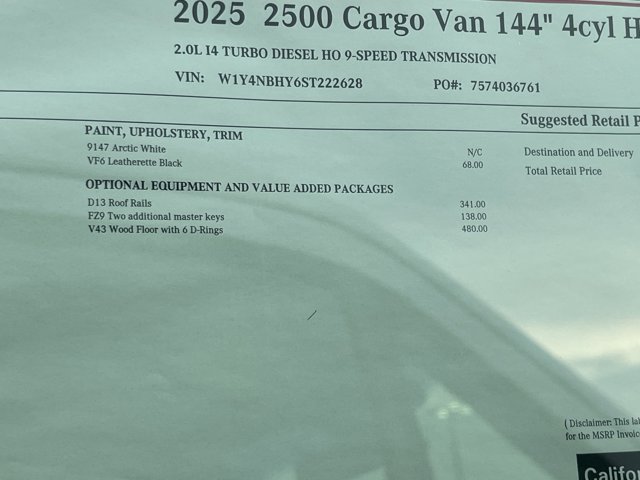 2025 2500 Cargo Van 144" 4cyl H
2.0L I4 TURBO DIESEL HO 9-SPEED TRANSMISSION
VIN: W1Y4NBHY6ST222628 PO#: 7574036761
Suggested Retail P
PAINT, UPHOLSTERY, TRIM
9147 Arctic White N/C
VF6 Leatherette Black 68.00
Destination and Delivery
Total Retail Price
OPTIONAL EQUIPMENT AND VALUE ADDED PACKAGES
D13 Roof Rails 341.00
FZ9 Two additional master keys 138.00
V43 Wood Floor with 6 D-Rings 480.00
( Disclaimer: This lab
for the MSRP Invoic
Califor